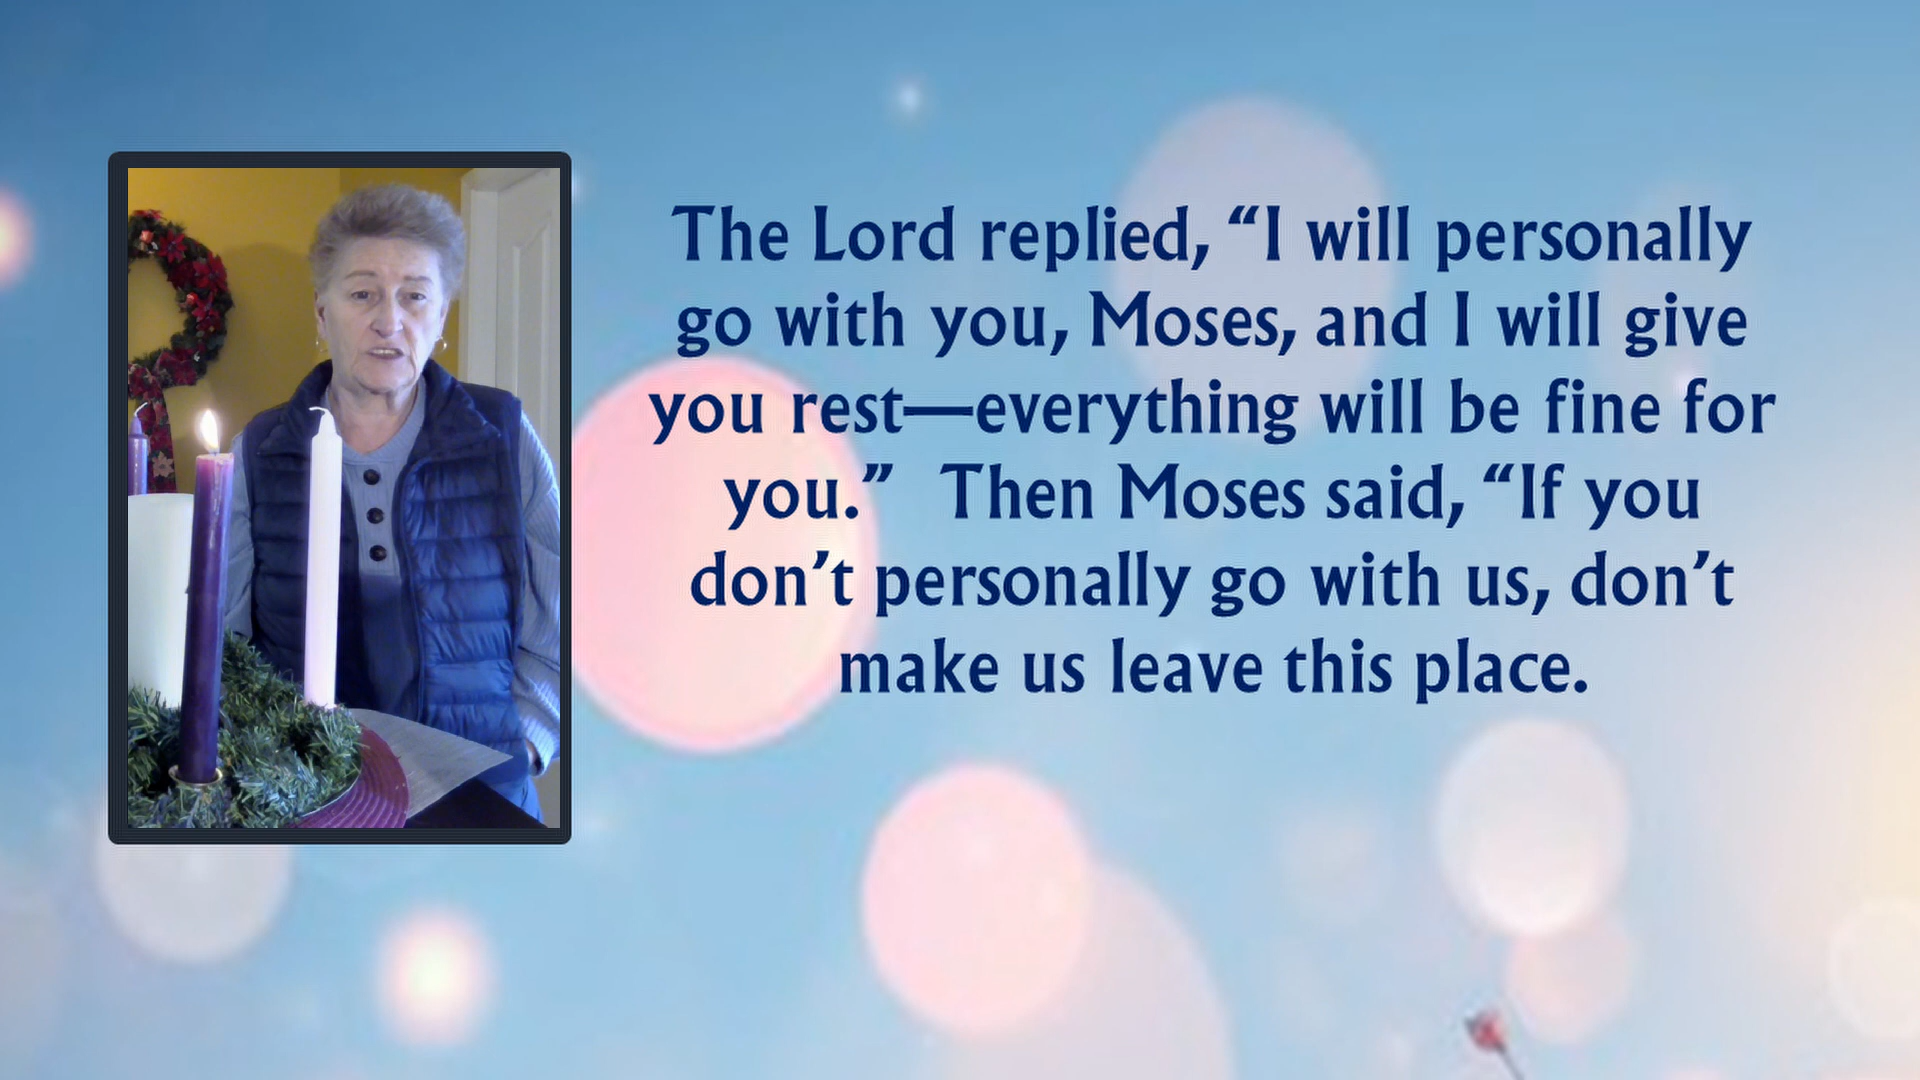 The Lord replied, “I will personally
go with you, Moses, and I will give
you rest—everything will be fine for
you.”  Then Moses said, “If you
don’t personally go with us, don’t
make us leave this place.